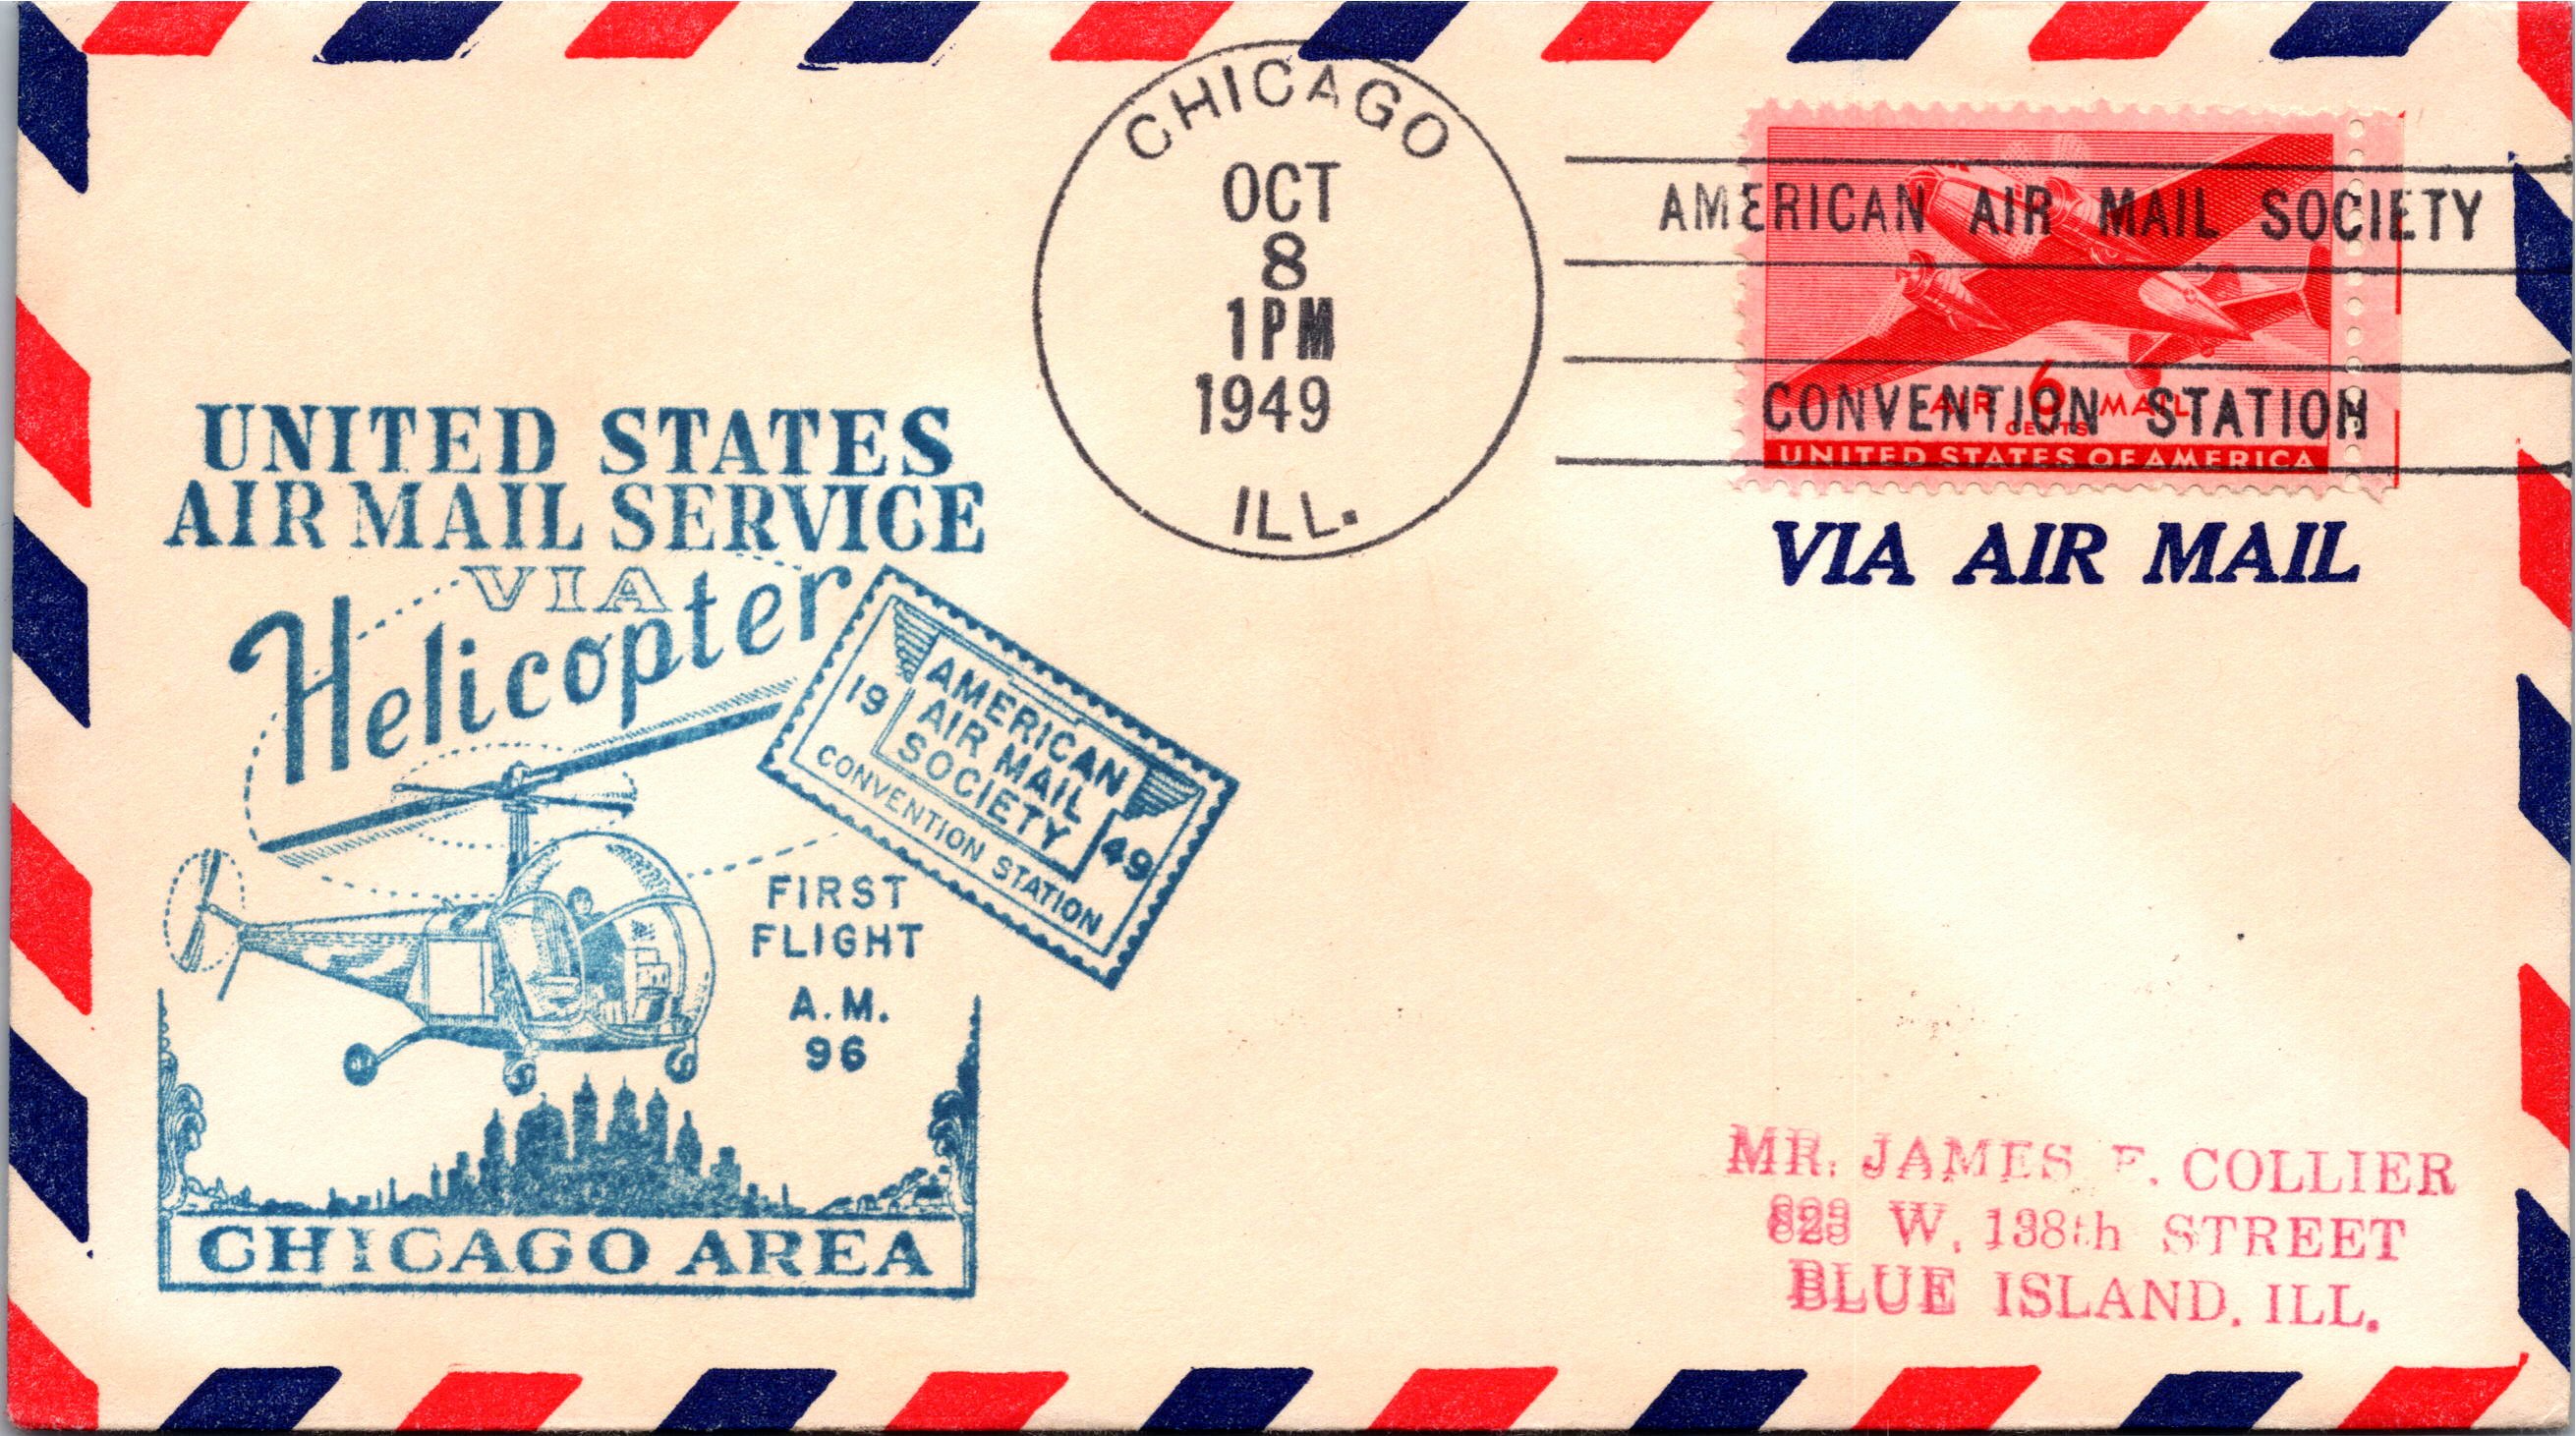 CHICAGO
OCT
8
1 PM
1949
ILL.
AMERICAN AIR MAIL SOCIETY
CONVENTION STATION
6
AIR MAIL
CENTS
UNITED STATES OF AMERICA
VIA AIR MAIL
UNITED STATES
AIR MAIL SERVICE
VIA
Helicopter
19 AMERICAN
AIR MAIL
SOCIETY 49
CONVENTION STATION
FIRST
FLIGHT
A.M.
96
CHICAGO AREA
MR. JAMES F. COLLIER
W. 138th STREET
BLUE ISLAND, ILL.